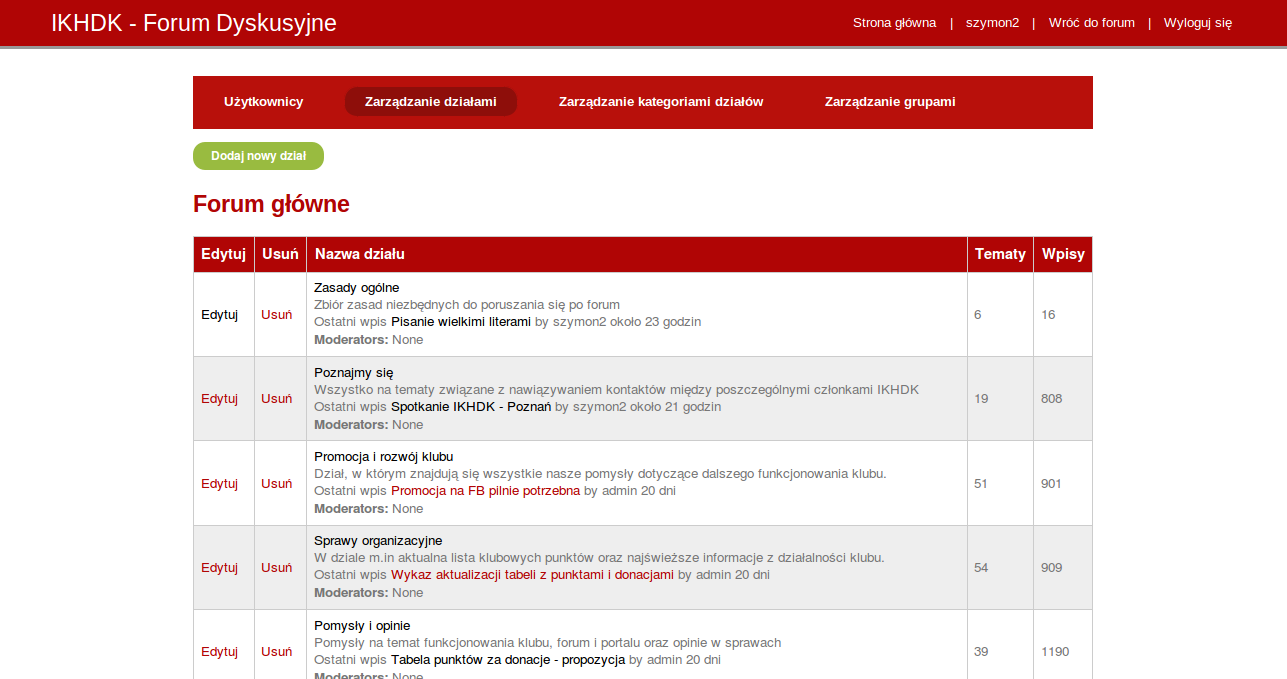 IKHDK - Forum Dyskusyjne
Strona główna | szymon2 | Wróć do forum | Wyloguj się
Użytkownicy Zarządzanie działami Zarządzanie kategoriami działów Zarządzanie grupami
Dodaj nowy dział
Forum główne
Edytuj Usuń Nazwa działu Tematy Wpisy
Zasady ogólne
Zbiór zasad niezbędnych do poruszania się po forum
Edytuj Usuń Ostatni wpis Pisanie wielkimi literami by szymon2 około 23 godzin 6 16
Moderators: None
Poznajmy się
Wszystko na tematy związane z nawiązywaniem kontaktów między poszczególnymi członkami IKHDK
Edytuj Usuń Ostatni wpis Spotkanie IKHDK - Poznań by szymon2 około 21 godzin 19 808
Moderators: None
Promocja i rozwój klubu
Dział, w którym znajdują się wszystkie nasze pomysły dotyczące dalszego funkcjonowania klubu.
Edytuj Usuń Ostatni wpis Promocja na FB pilnie potrzebna by admin 20 dni 51 901
Moderators: None
Sprawy organizacyjne
W dziale m.in aktualna lista klubowych punktów oraz najświeższe informacje z działalności klubu.
Edytuj Usuń Ostatni wpis Wykaz aktualizacji tabeli z punktami i donacjami by admin 20 dni 54 909
Moderators: None
Pomysły i opinie
Pomysły na temat funkcjonowania klubu, forum i portalu oraz opinie w sprawach
Edytuj Usuń Ostatni wpis Tabela punktów za donacje - propozycja by admin 20 dni 39 1190
Moderators: None